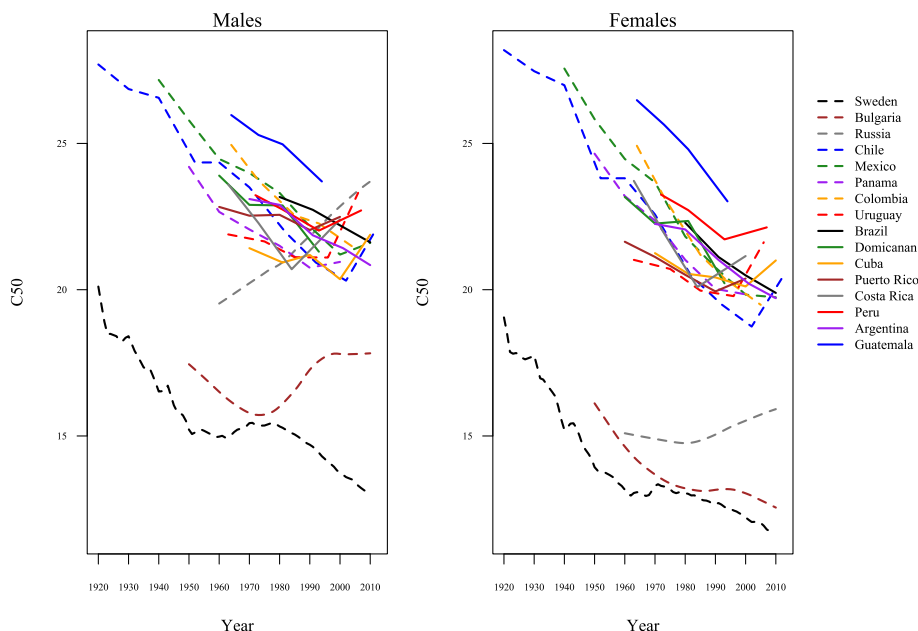 Males
Females
C50
25
20
15
1920 1930 1940 1950 1960 1970 1980 1990 2000 2010
Year
C50
25
20
15
1920 1930 1940 1950 1960 1970 1980 1990 2000 2010
Year
Sweden
Bulgaria
Russia
Chile
Mexico
Panama
Colombia
Uruguay
Brazil
Domicanan
Cuba
Puerto Rico
Costa Rica
Peru
Argentina
Guatemala